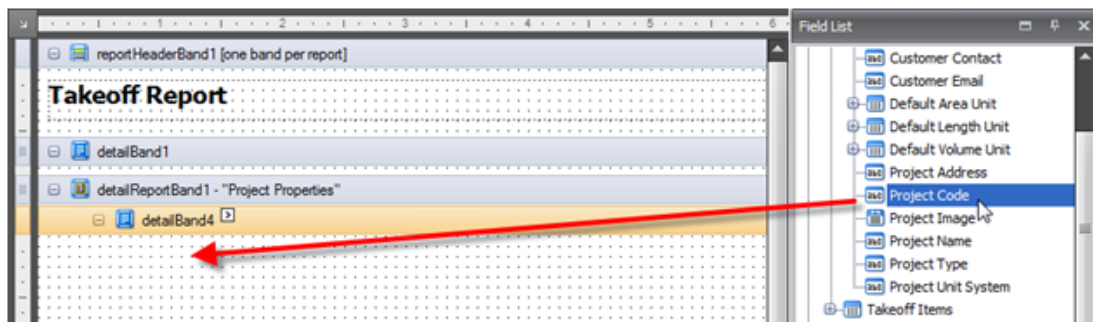 1 2 3 4 5 6
reportHeaderBand1 [one band per report]
Takeoff Report
detailBand1
detailReportBand1 - "Project Properties"
detailBand4
Field List
Customer Contact
Customer Email
Default Area Unit
Default Length Unit
Default Volume Unit
Project Address
Project Code
Project Image
Project Name
Project Type
Project Unit System
Takeoff Items